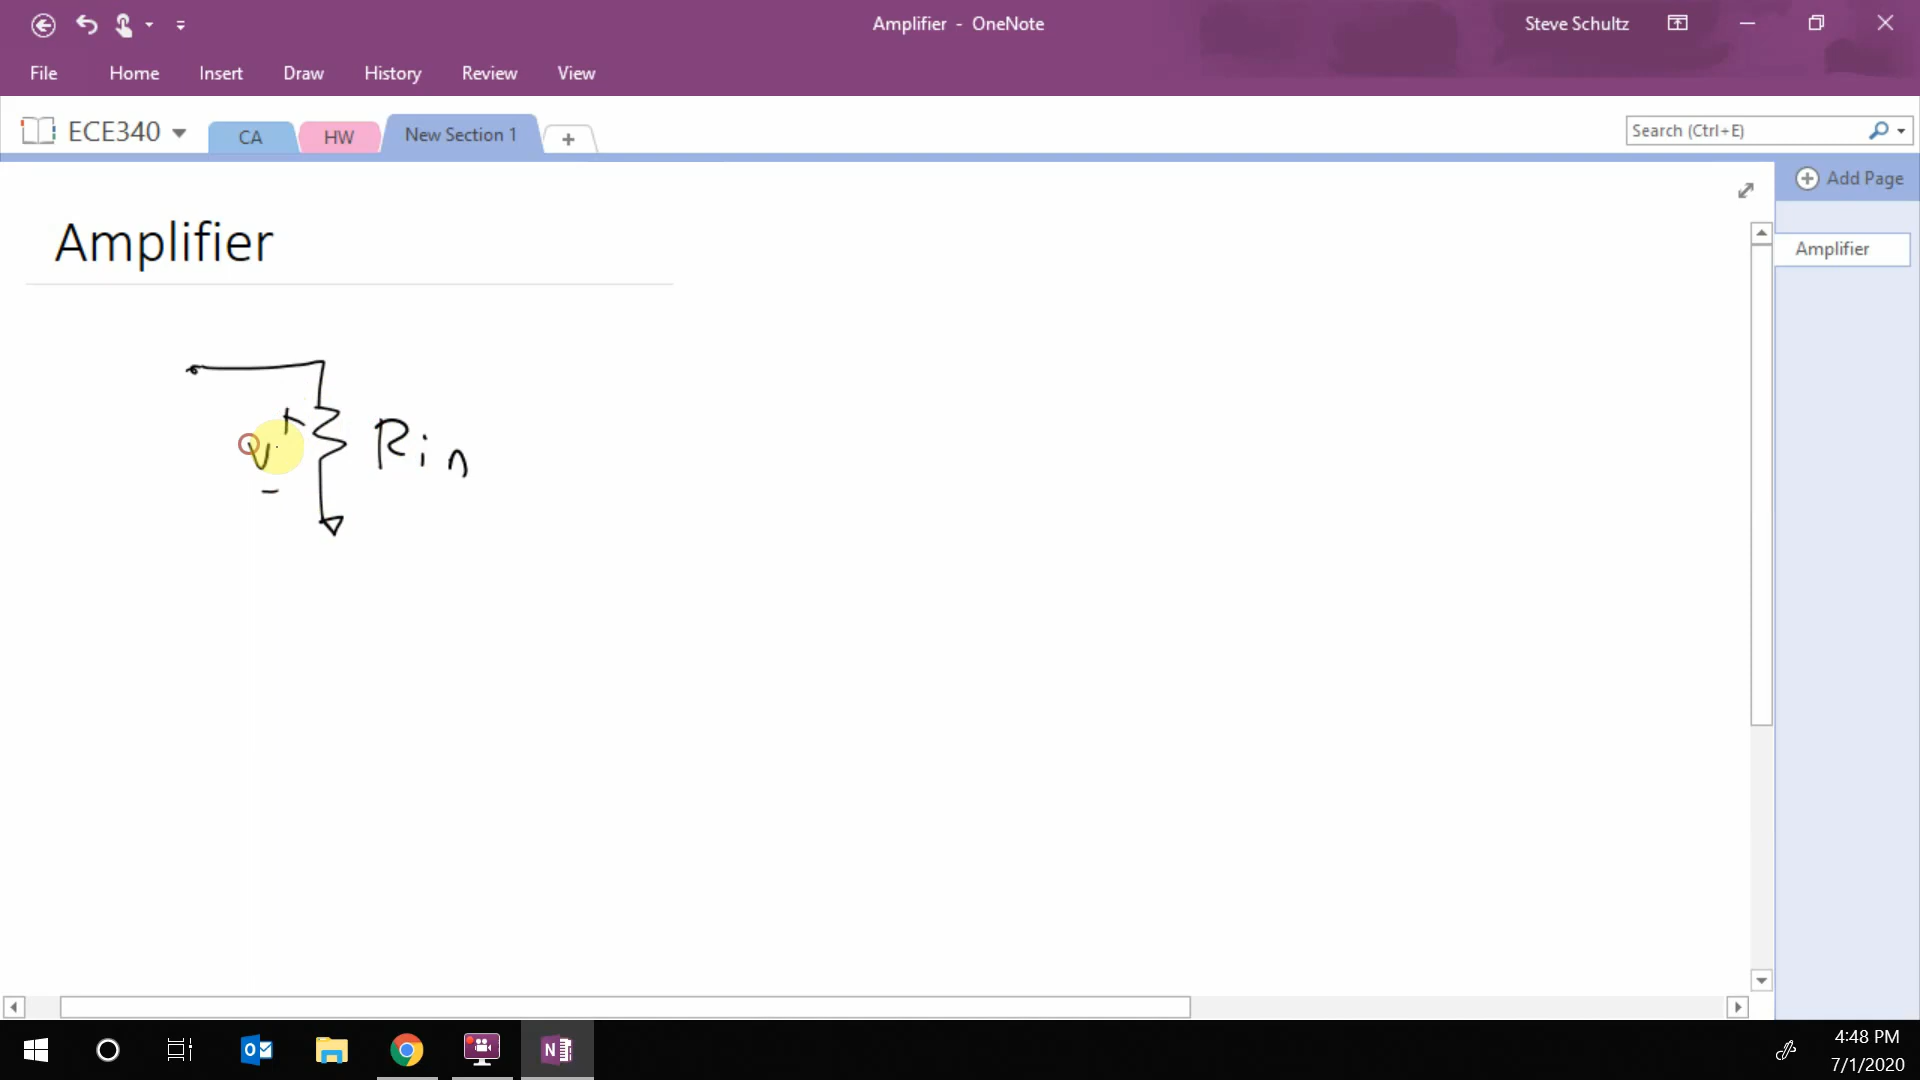 Amplifier - OneNote
Steve Schultz
File Home Insert Draw History Review View
ECE340 CA HW New Section 1 +
Search (Ctrl+E)
Add Page
Amplifier
Amplifier
+
v
-
Rin
4:48 PM
7/1/2020